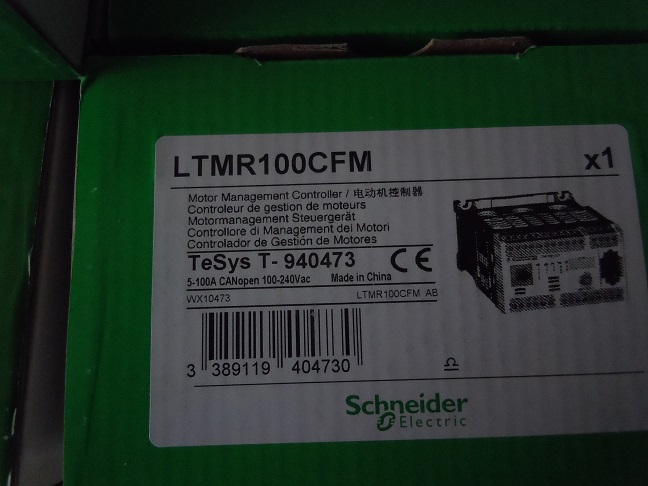 LTMR100CFM x1
Motor Management Controller / 电动机控制器
Controleur de gestion de moteurs
Motormanagement Steuergerät
Controllore di Management dei Motori
Controlador de Gestión de Motores
TeSys T- 940473 CE
5-100A CANopen 100-240Vac Made in China
WX10473 LTMR100CFM AB
3 389119 404730
Schneider
Electric